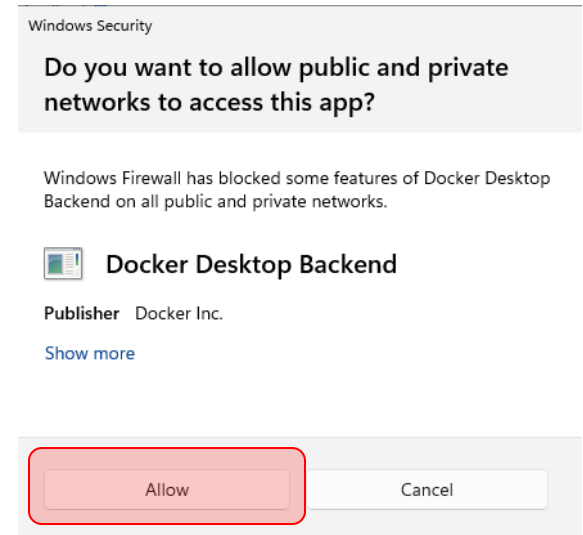 Windows Security
Do you want to allow public and private
networks to access this app?
Windows Firewall has blocked some features of Docker Desktop
Backend on all public and private networks.
Docker Desktop Backend
Publisher Docker Inc.
Show more
Allow
Cancel